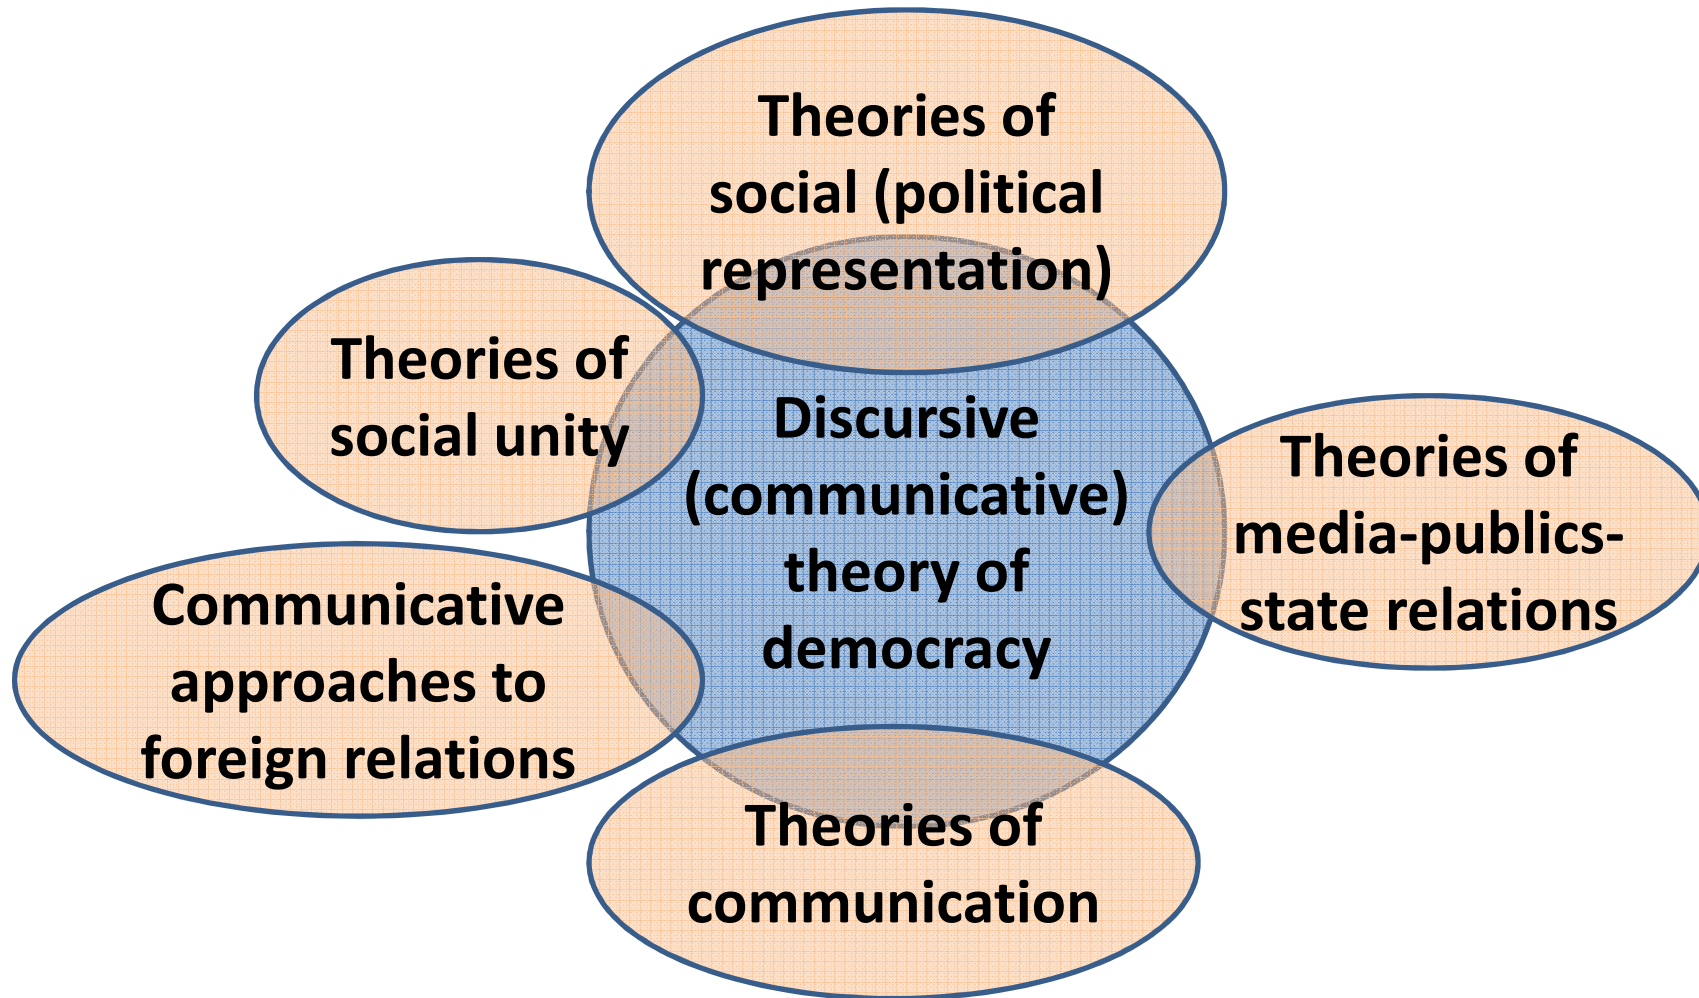 Theories of
social (political
representation)
Theories of
social unity
Discursive
(communicative)
theory of
democracy
Theories of
media-publics-
state relations
Communicative
approaches to
foreign relations
Theories of
communication